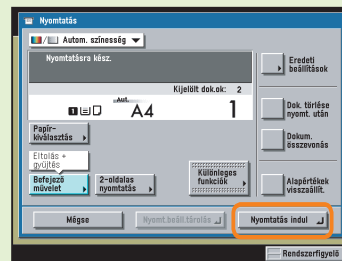 Nyomtatás
Autom. színesség
Nyomtatásra kész.
Kijelölt dok.ok: 2
Aut.
1 A4 1
Papír-
kiválasztás
Eltolás +
gyűjtés
Befejező
művelet
2-oldalas
nyomtatás
Különleges
funkciók
Eredeti
beállítások
Dok. törlése
nyomt. után
Dokum.
összevonás
Alapértékek
visszaállít.
Mégse
Nyomt.beáll.tárolás
Nyomtatás indul
Rendszerfigyelő